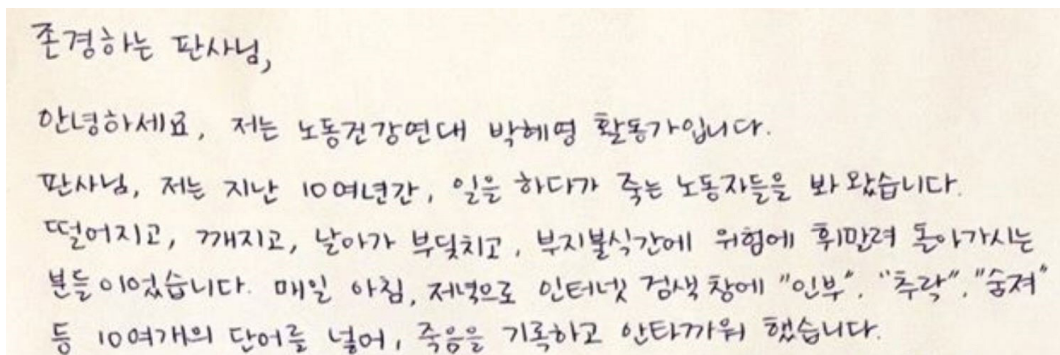 존경하는 판사님,
안녕하세요, 저는 노동건강연대 박혜영 활동가입니다.
판사님, 저는 지난 10여년간, 일을 하다가 죽는 노동자들을 봐 왔습니다.
떨어지고, 깨지고, 날아가 부딪치고, 부지불식간에 위험에 휘말려 돌아가시는
분들이었습니다. 매일 아침, 저녁으로 인터넷 검색창에 "인부", "추락", "숨져"
등 10여개의 단어를 넣어, 죽음을 기록하고 안타까워 했습니다.